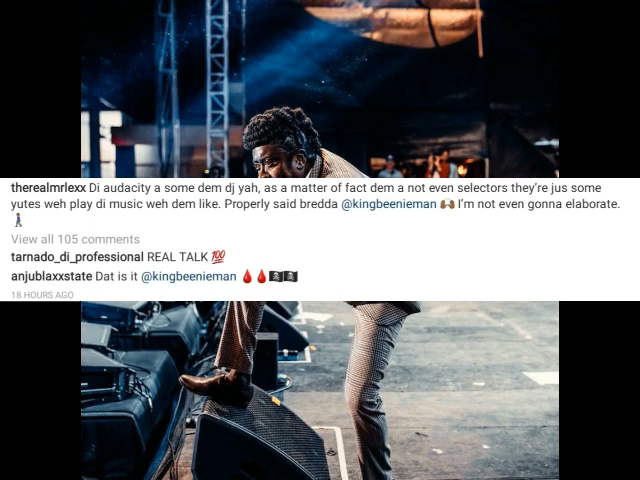 therealmrlexx Di audacity a some dem dj yah, as a matter of fact dem a not even selectors they're jus some
yutes weh play di music weh dem like. Properly said bredda @kingbeenieman 🙌🏾 I'm not even gonna elaborate.
🚶🏿‍♂️
View all 105 comments
tarnado_di_professional REAL TALK 💯
anjublaxxstate Dat is it @kingbeenieman 🩸🩸🏴‍☠️🏴‍☠️
18 HOURS AGO